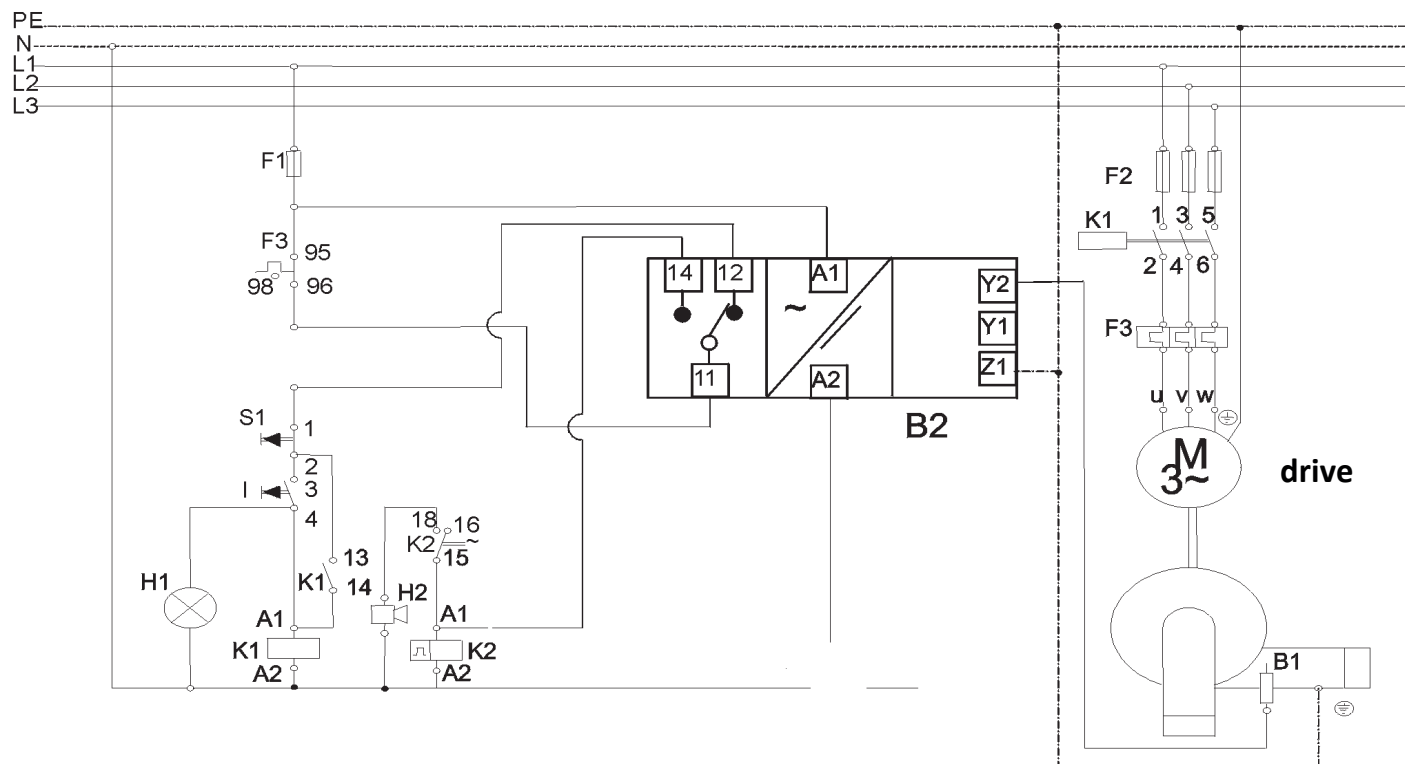 PE
N
L1
L2
L3
F1
F2
F3 95
98 96
K1 1 3 5
2 4 6
14 12 A1 Y2
~
Y1
11 A2 Z1
B2
F3
u v w
S1 1
2
I 3
4
M
3~
drive
18 16
K2 ~
15
13
K1 14
H1
H2
A1 A1
K1 K2
A2 A2
B1